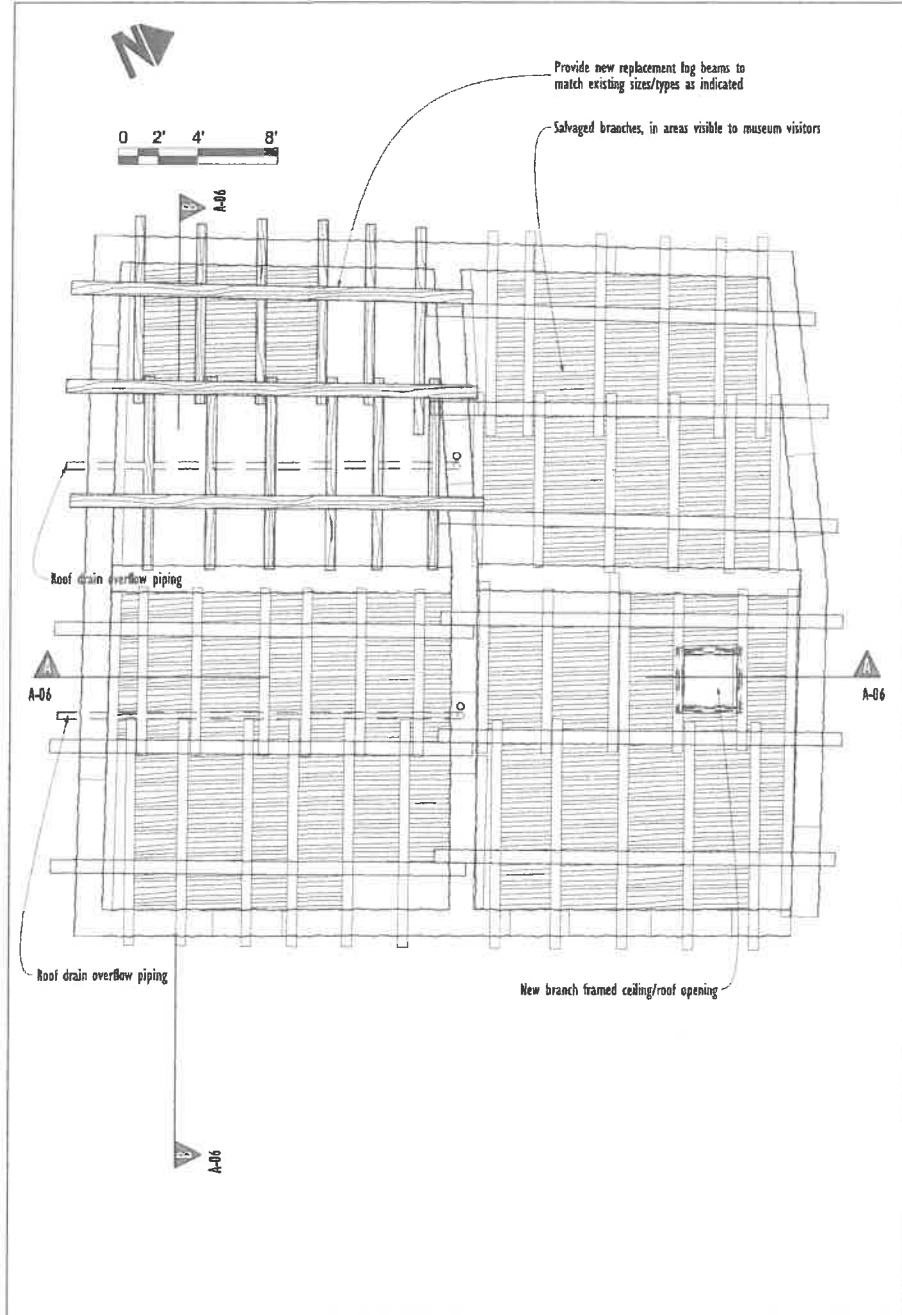 N
0 2' 4' 8'
Provide new replacement log beams to
match existing sizes/types as indicated
Salvaged branches, in areas visible to museum visitors
B
A-06
Roof drain overflow piping
A
A-06
A
A-06
Roof drain overflow piping
New branch framed ceiling/roof opening
B
A-06